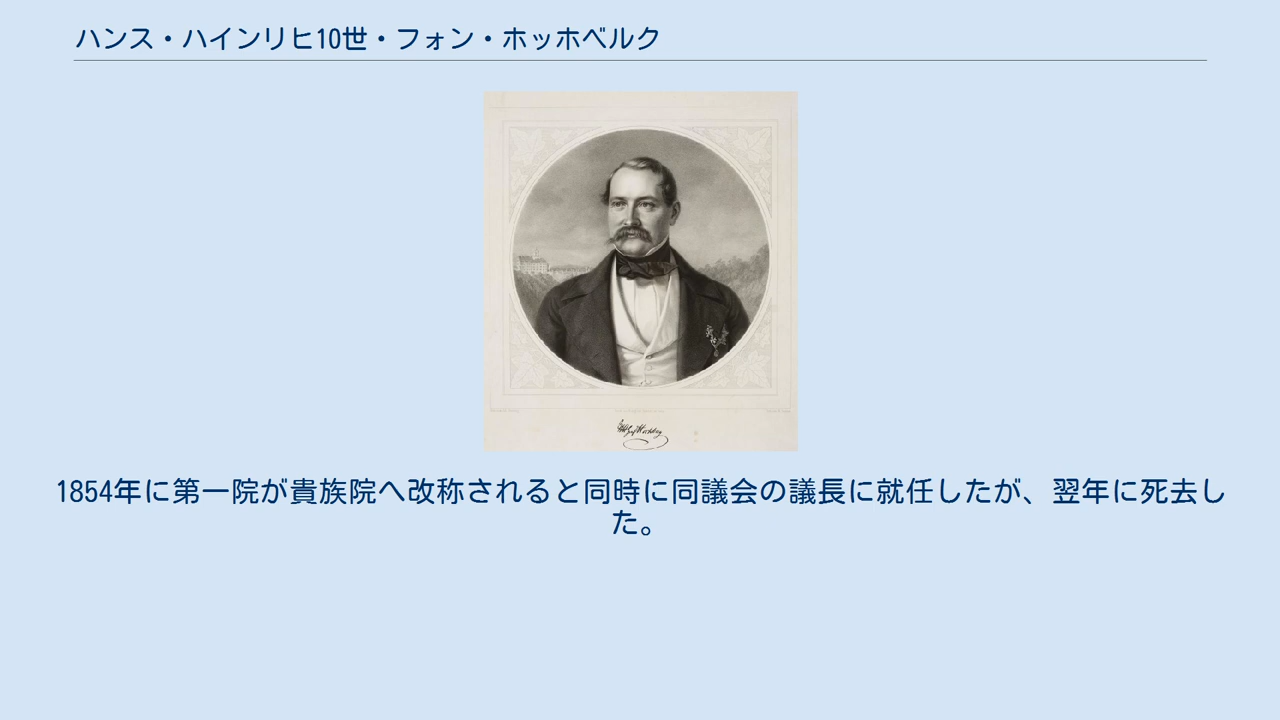 ハンス・ハインリヒ10世・フォン・ホッホベルク
1854年に第一院が貴族院へ改称されると同時に同議会の議長に就任したが、翌年に死去し
た。